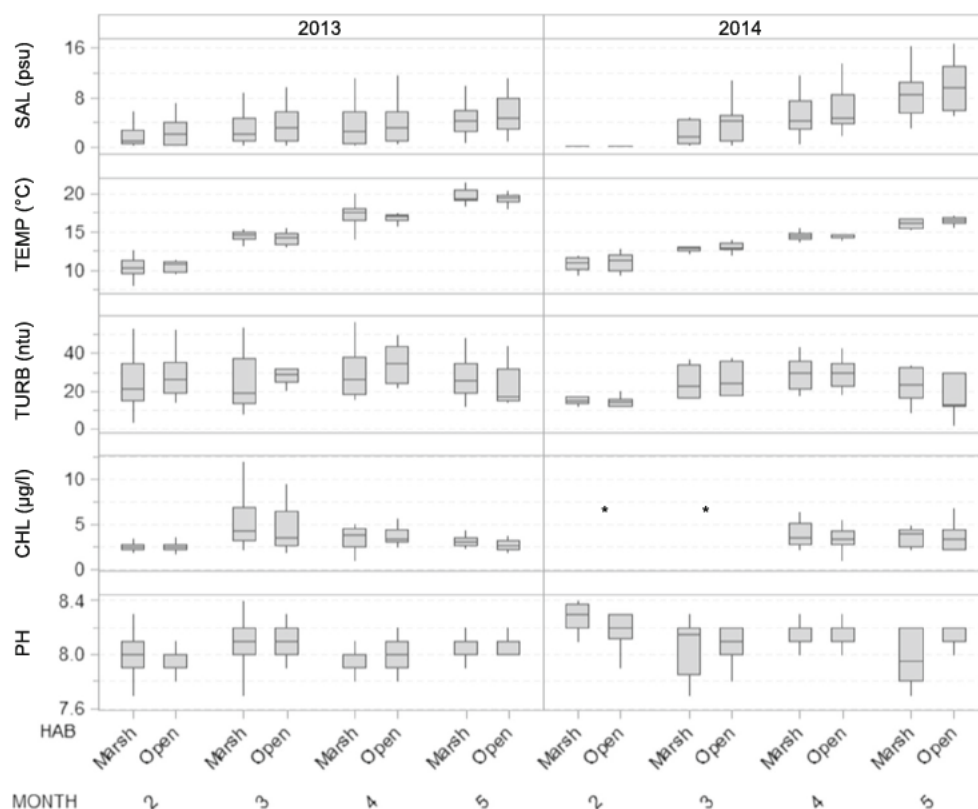 2013 2014
SAL (psu)
16
8
0
TEMP (°C)
20
15
10
TURB (ntu)
40
20
0
CHL (µg/l)
10
5
0
* *
PH
8.4
8.0
7.6
HAB Marsh Open Marsh Open Marsh Open Marsh Open Marsh Open Marsh Open Marsh Open Marsh Open
MONTH 2 3 4 5 2 3 4 5